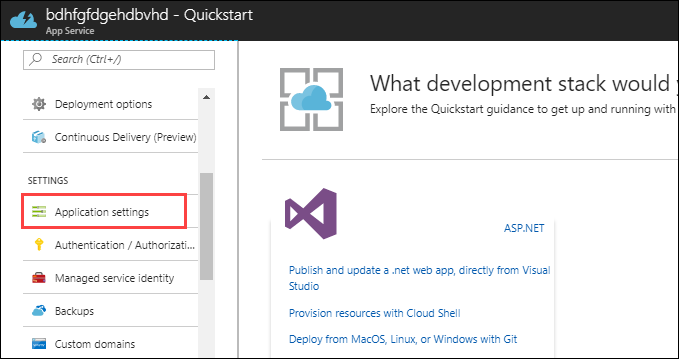 bdhfgfdgehdbvhd - Quickstart
App Service
Search (Ctrl+/)
Deployment options
Continuous Delivery (Preview)
SETTINGS
Application settings
Authentication / Authorizati...
Managed service identity
Backups
Custom domains
What development stack would
Explore the Quickstart guidance to get up and running with
ASP.NET
Publish and update a .net web app, directly from Visual
Studio
Provision resources with Cloud Shell
Deploy from MacOS, Linux, or Windows with Git